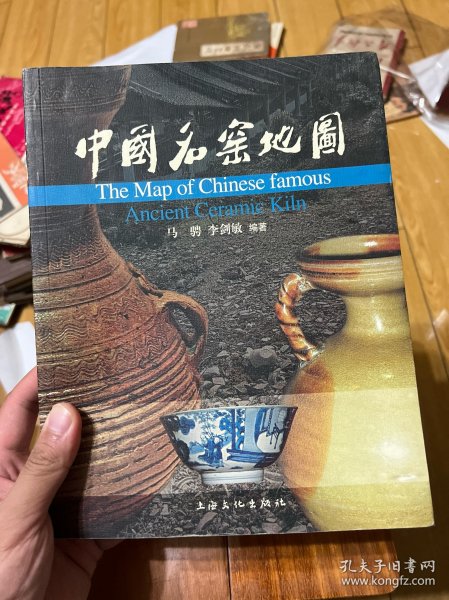 中國名窑地圖
The Map of Chinese famous
Ancient Ceramic Kiln
马骋 李剑敏 编著
上海文化出版社
孔夫子旧书网
www.kongfz.com